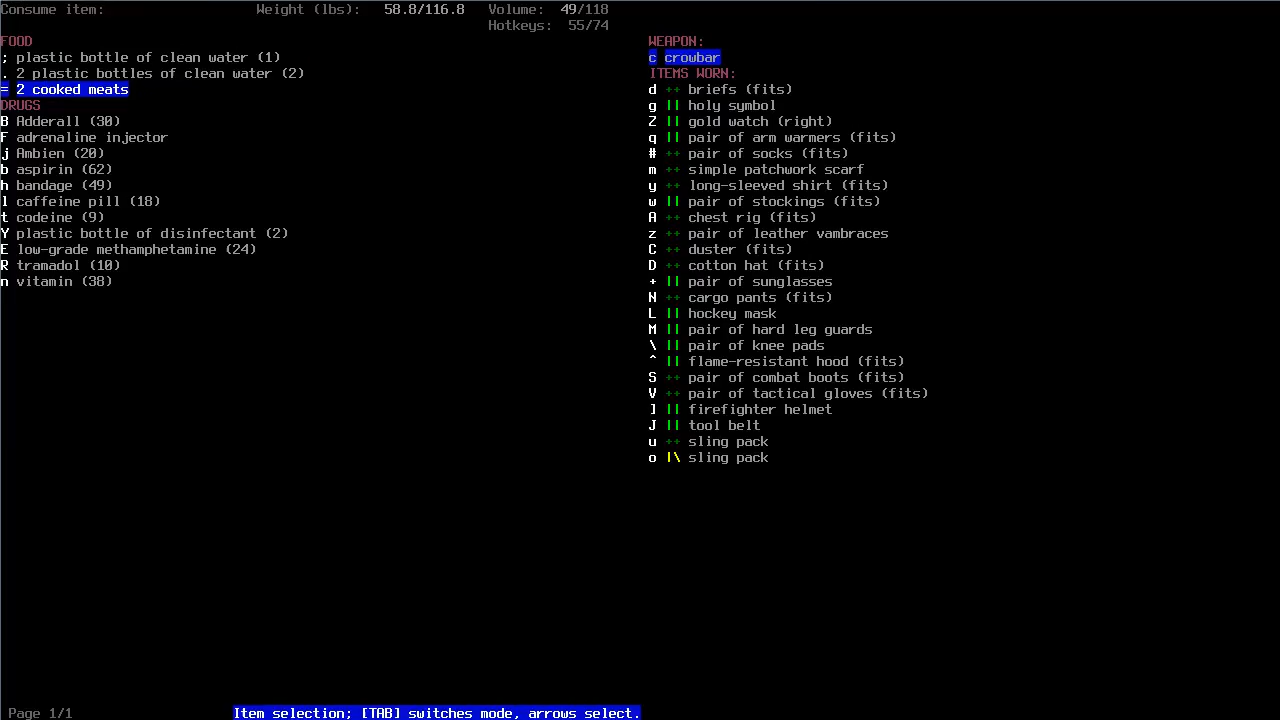 Consume item: Weight (lbs): 58.8/116.8 Volume: 49/118
Hotkeys: 55/74
FOOD
; plastic bottle of clean water (1)
. 2 plastic bottles of clean water (2)
= 2 cooked meats
DRUGS
B Adderall (30)
F adrenaline injector
j Ambien (20)
b aspirin (62)
h bandage (49)
l caffeine pill (18)
t codeine (9)
Y plastic bottle of disinfectant (2)
E low-grade methamphetamine (24)
R tramadol (10)
n vitamin (38)
WEAPON:
c crowbar
ITEMS WORN:
d ++ briefs (fits)
g || holy symbol
Z || gold watch (right)
q || pair of arm warmers (fits)
# ++ pair of socks (fits)
m ++ simple patchwork scarf
y ++ long-sleeved shirt (fits)
w || pair of stockings (fits)
A ++ chest rig (fits)
z ++ pair of leather vambraces
C ++ duster (fits)
D ++ cotton hat (fits)
+ || pair of sunglasses
N ++ cargo pants (fits)
L || hockey mask
M || pair of hard leg guards
\ || pair of knee pads
^ || flame-resistant hood (fits)
S ++ pair of combat boots (fits)
V ++ pair of tactical gloves (fits)
] || firefighter helmet
J || tool belt
u ++ sling pack
o |\ sling pack
Page 1/1 Item selection; [TAB] switches mode, arrows select.